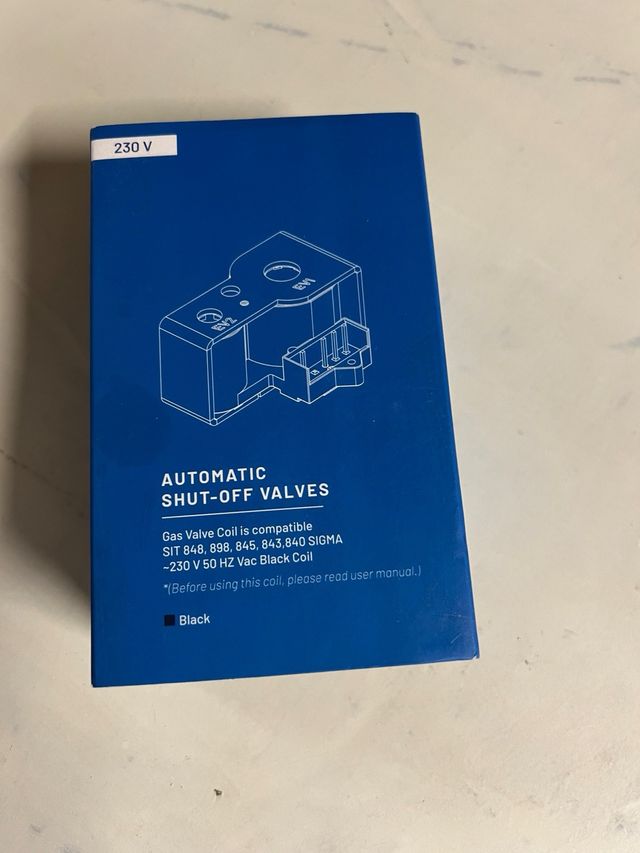 230 V
EV1
EV2
AUTOMATIC
SHUT-OFF VALVES
Gas Valve Coil is compatible
SIT 848, 898, 845, 843,840 SIGMA
~230 V 50 HZ Vac Black Coil
*(Before using this coil, please read user manual.)
Black